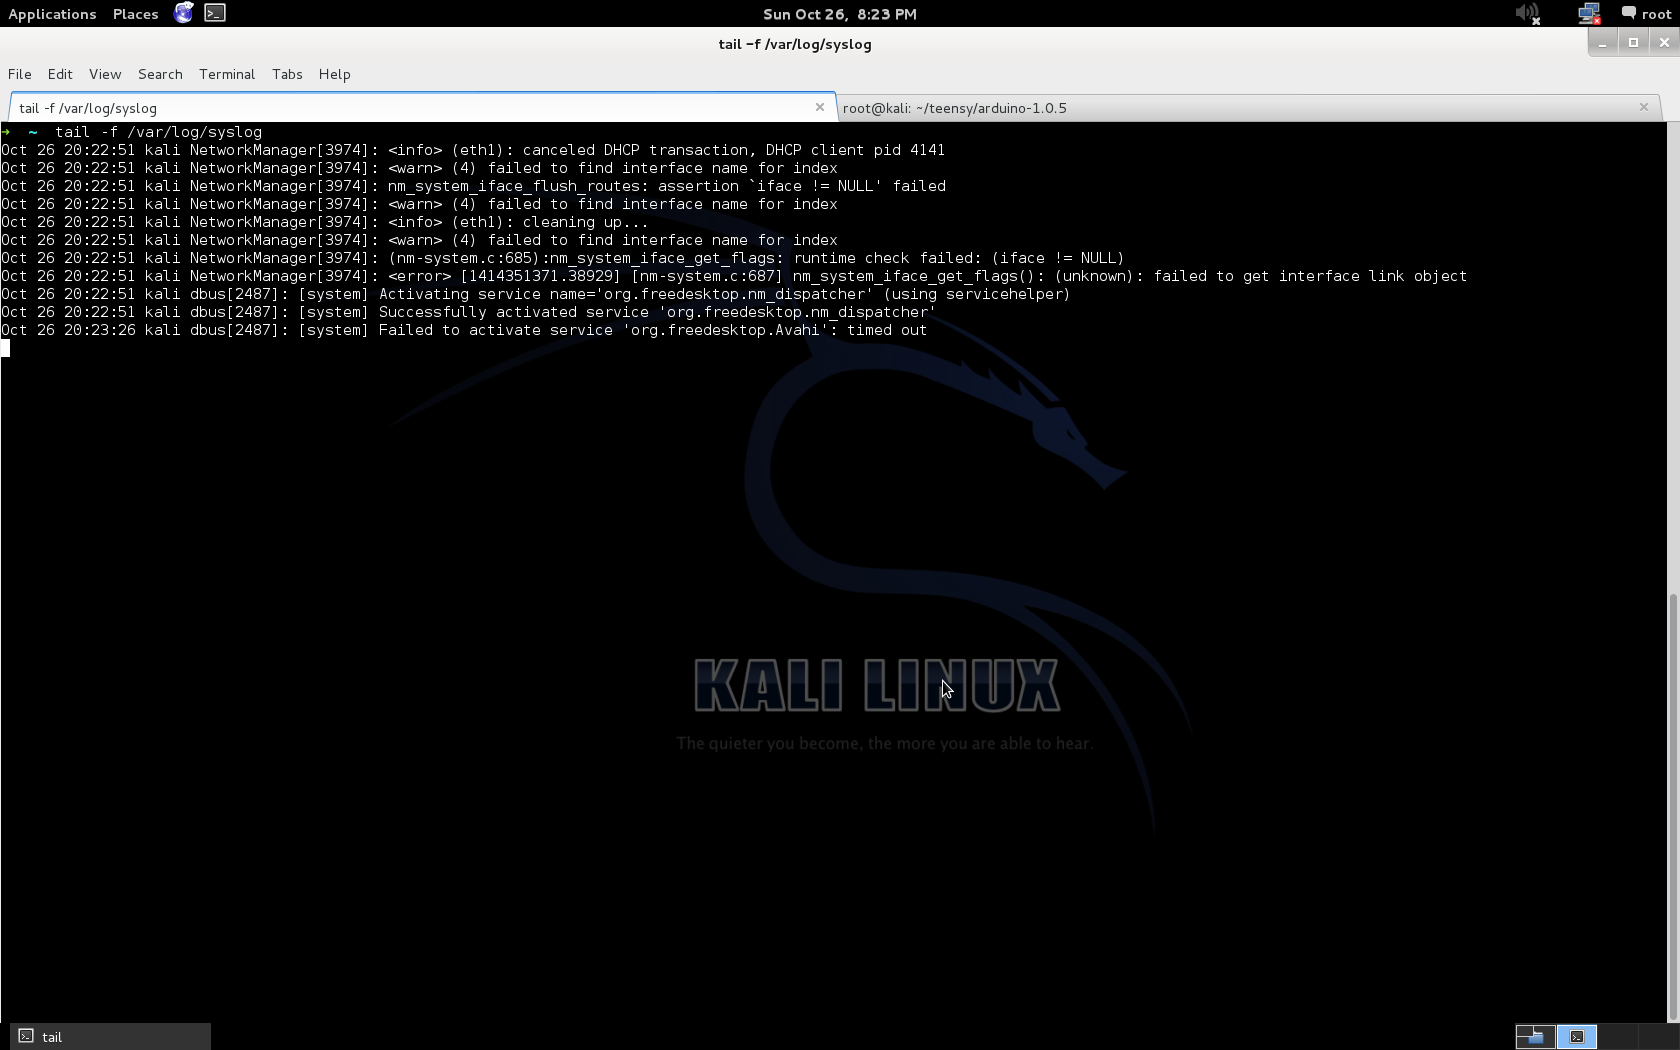 Applications Places Sun Oct 26, 8:23 PM root
tail -f /var/log/syslog
File Edit View Search Terminal Tabs Help
tail -f /var/log/syslog root@kali: ~/teensy/arduino-1.0.5
➜ ~ tail -f /var/log/syslog
Oct 26 20:22:51 kali NetworkManager[3974]: <info> (eth1): canceled DHCP transaction, DHCP client pid 4141
Oct 26 20:22:51 kali NetworkManager[3974]: <warn> (4) failed to find interface name for index
Oct 26 20:22:51 kali NetworkManager[3974]: nm_system_iface_flush_routes: assertion `iface != NULL' failed
Oct 26 20:22:51 kali NetworkManager[3974]: <warn> (4) failed to find interface name for index
Oct 26 20:22:51 kali NetworkManager[3974]: <info> (eth1): cleaning up...
Oct 26 20:22:51 kali NetworkManager[3974]: <warn> (4) failed to find interface name for index
Oct 26 20:22:51 kali NetworkManager[3974]: (nm-system.c:685):nm_system_iface_get_flags: runtime check failed: (iface != NULL)
Oct 26 20:22:51 kali NetworkManager[3974]: <error> [1414351371.38929] [nm-system.c:687] nm_system_iface_get_flags(): (unknown): failed to get interface link object
Oct 26 20:22:51 kali dbus[2487]: [system] Activating service name='org.freedesktop.nm_dispatcher' (using servicehelper)
Oct 26 20:22:51 kali dbus[2487]: [system] Successfully activated service 'org.freedesktop.nm_dispatcher'
Oct 26 20:23:26 kali dbus[2487]: [system] Failed to activate service 'org.freedesktop.Avahi': timed out
KALI LINUX
The quieter you become, the more you are able to hear.
tail